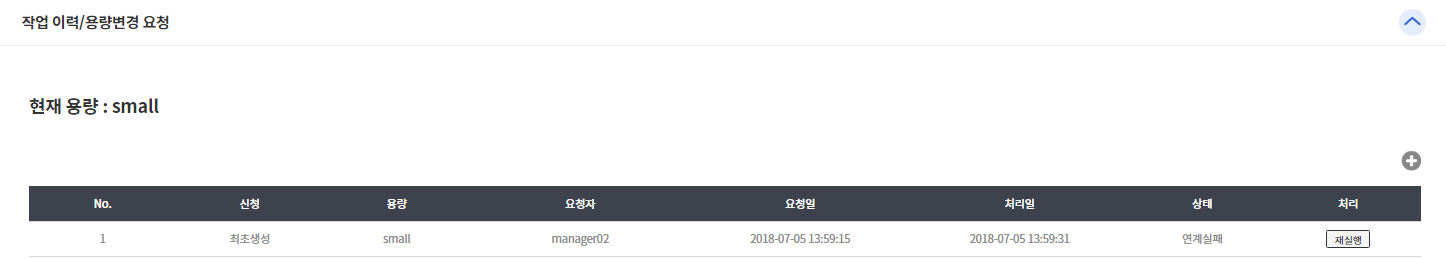 작업 이력/용량변경 요청
현재 용량 : small
No. 신청 용량 요청자 요청일 처리일 상태 처리
1 최초생성 small manager02 2018-07-05 13:59:15 2018-07-05 13:59:31 연계실패 재실행